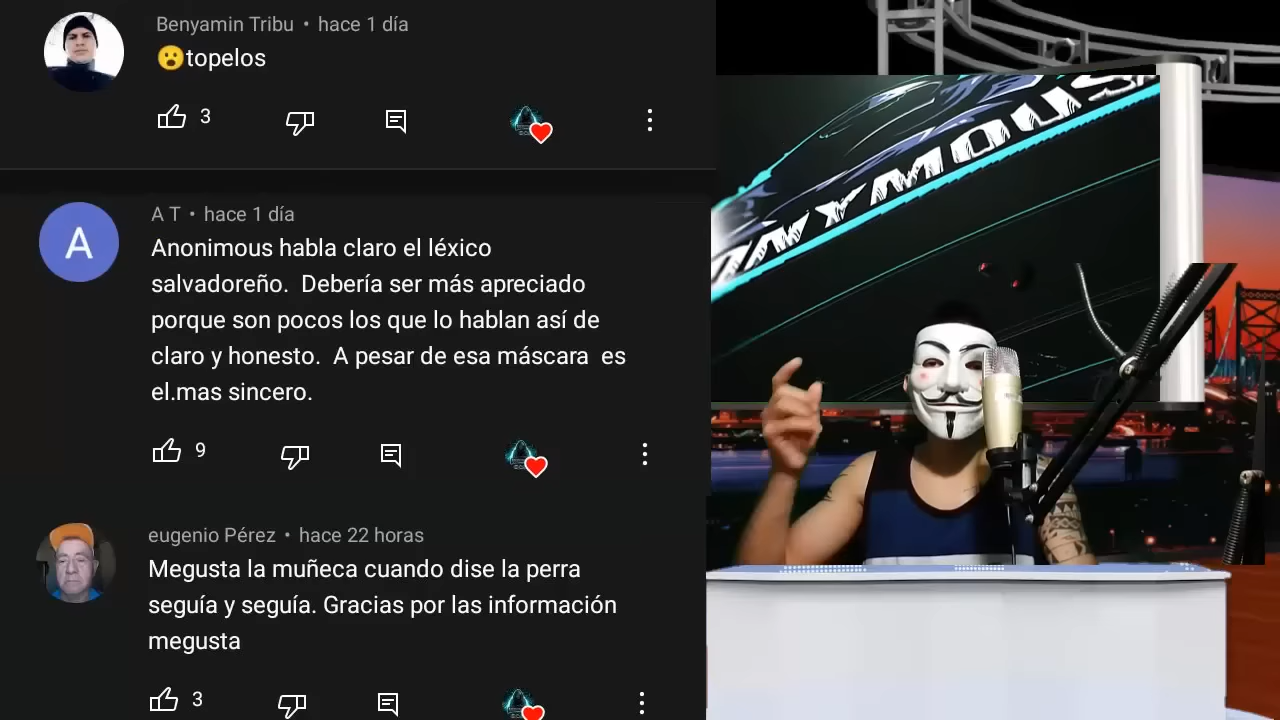 Benyamin Tribu • hace 1 día
😮topelos
3
A T • hace 1 día
A
Anonimous habla claro el léxico
salvadoreño.  Debería ser más apreciado
porque son pocos los que lo hablan así de
claro y honesto.  A pesar de esa máscara  es
el.mas sincero.
9
eugenio Pérez • hace 22 horas
Megusta la muñeca cuando dise la perra
seguía y seguía. Gracias por las información
megusta
3